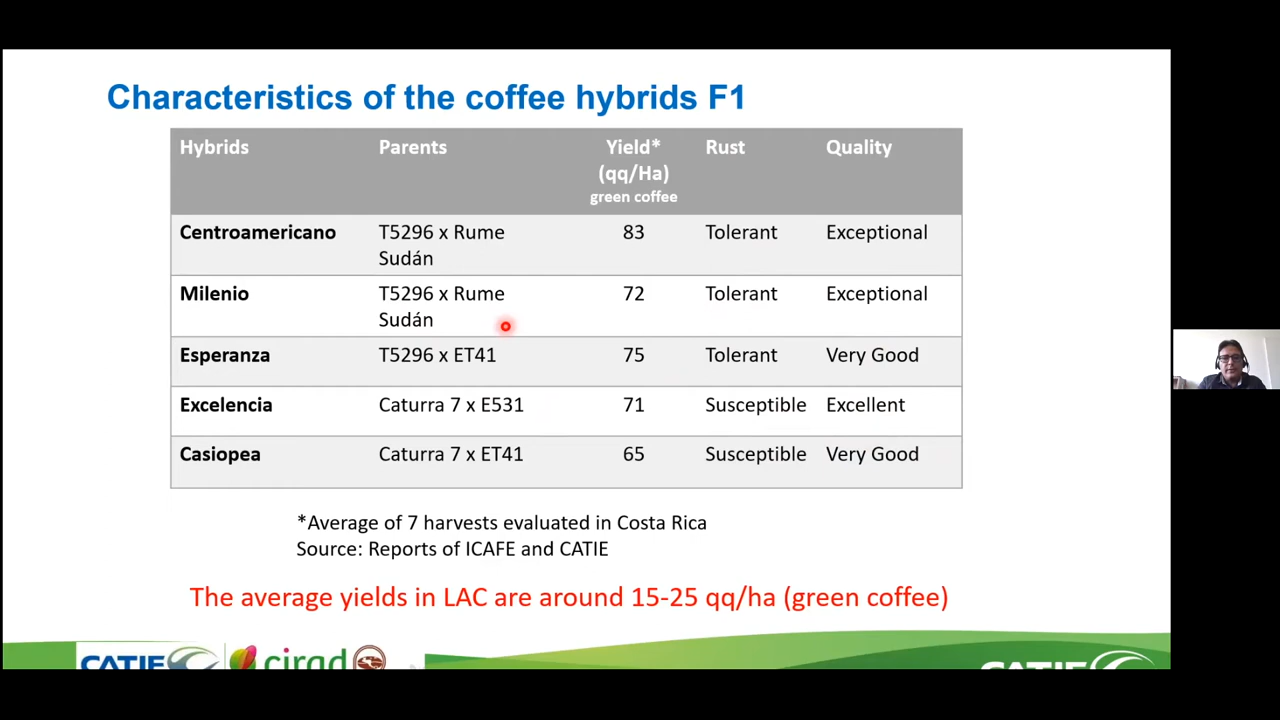 Characteristics of the coffee hybrids F1
Hybrids Parents Yield* Rust Quality
(qq/Ha)
green coffee
Centroamericano T5296 x Rume 83 Tolerant Exceptional
Sudán
Milenio T5296 x Rume 72 Tolerant Exceptional
Sudán
Esperanza T5296 x ET41 75 Tolerant Very Good
Excelencia Caturra 7 x E531 71 Susceptible Excellent
Casiopea Caturra 7 x ET41 65 Susceptible Very Good
*Average of 7 harvests evaluated in Costa Rica
Source: Reports of ICAFE and CATIE
The average yields in LAC are around 15-25 qq/ha (green coffee)
CATIE cirad CATIE